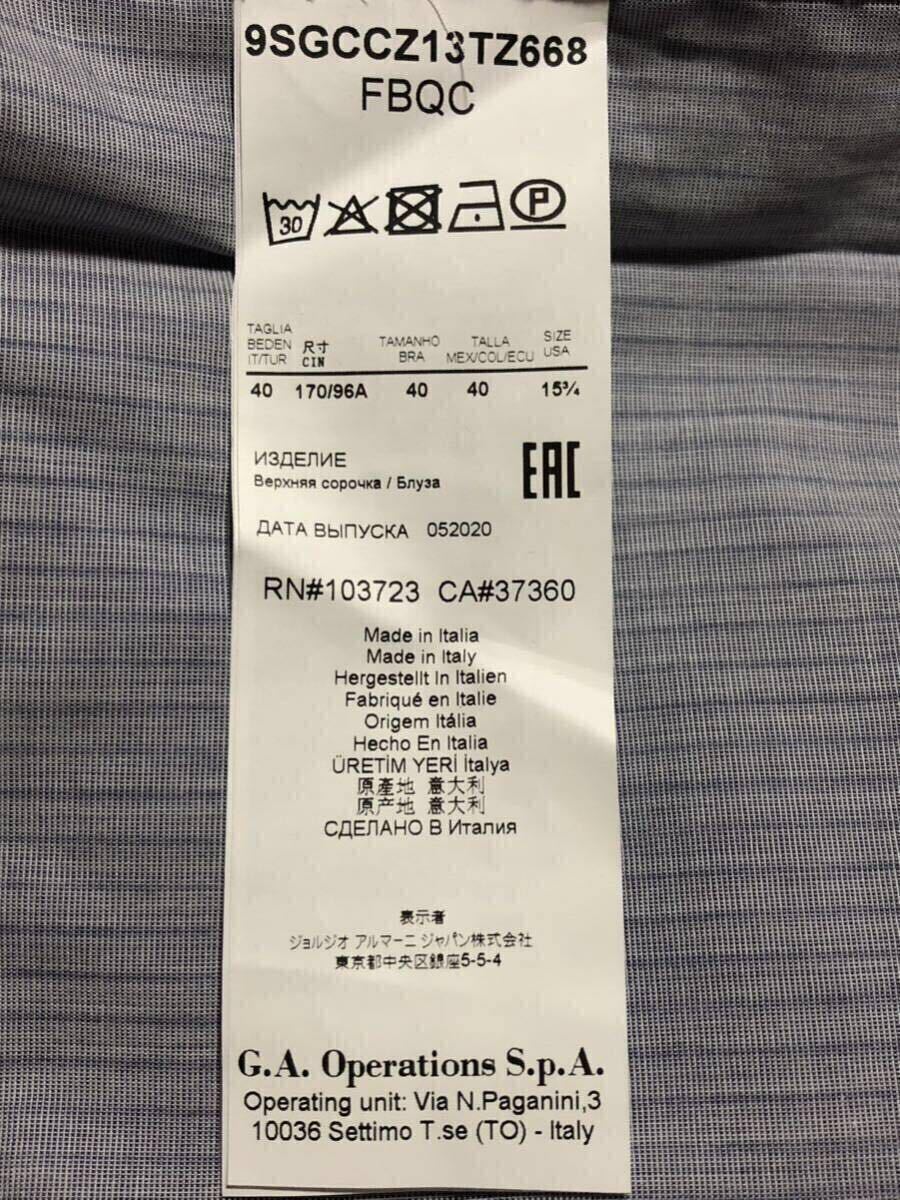 9SGCCZ13TZ668
FBQC
30 P
TAGLIA
BEDEN
IT/TUR
尺寸
CIN
TAMANHO
BRA
TALLA
MEX/COL/ECU
SIZE
USA
40 170/96A 40 40 15¾
ИЗДЕЛИЕ
Верхняя сорочка / Блуза
EAC
ДАТА ВЫПУСКА 052020
RN#103723 CA#37360
Made in Italia
Made in Italy
Hergestellt In Italien
Fabriqué en Italie
Origem Itália
Hecho En Italia
ÜRETİM YERİ İtalya
原產地 意大利
原产地 意大利
СДЕЛАНО В Италия
表示者
ジョルジオ アルマーニ ジャパン株式会社
東京都中央区銀座5-5-4
G.A. Operations S.p.A.
Operating unit: Via N.Paganini,3
10036 Settimo T.se (TO) - Italy